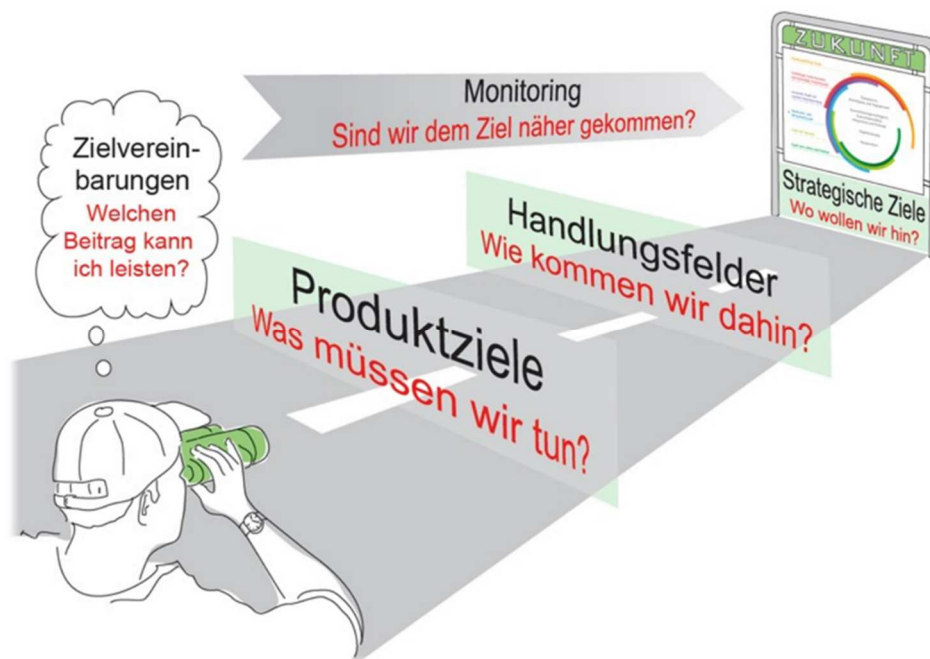 ZUKUNFT
Monitoring
Sind wir dem Ziel näher gekommen?
Zielverein-
barungen
Welchen
Beitrag kann
ich leisten?
Strategische Ziele
Wo wollen wir hin?
Handlungsfelder
Wie kommen wir dahin?
Produktziele
Was müssen wir tun?